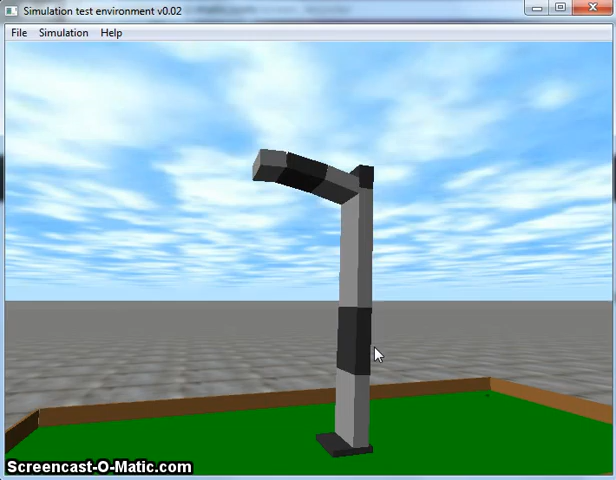 Simulation test environment v0.02
File Simulation Help
Screencast-O-Matic.com